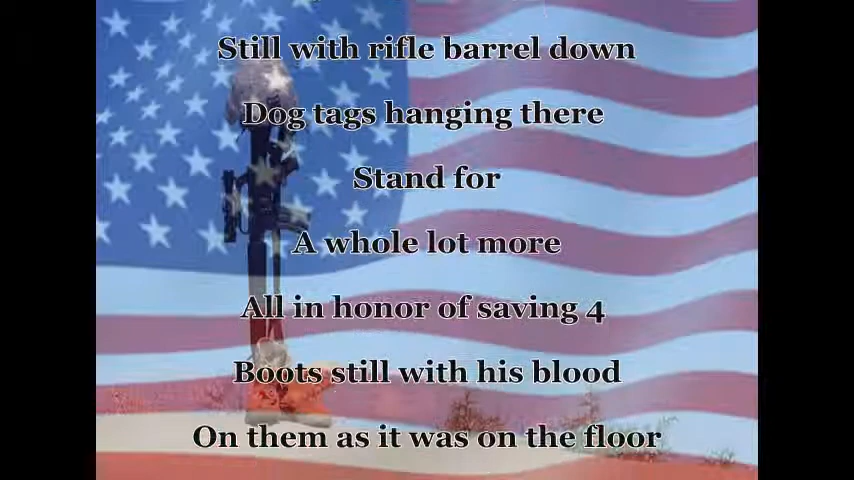 Still with rifle barrel down
Dog tags hanging there
Stand for
A whole lot more
All in honor of saving 4
Boots still with his blood
On them as it was on the floor